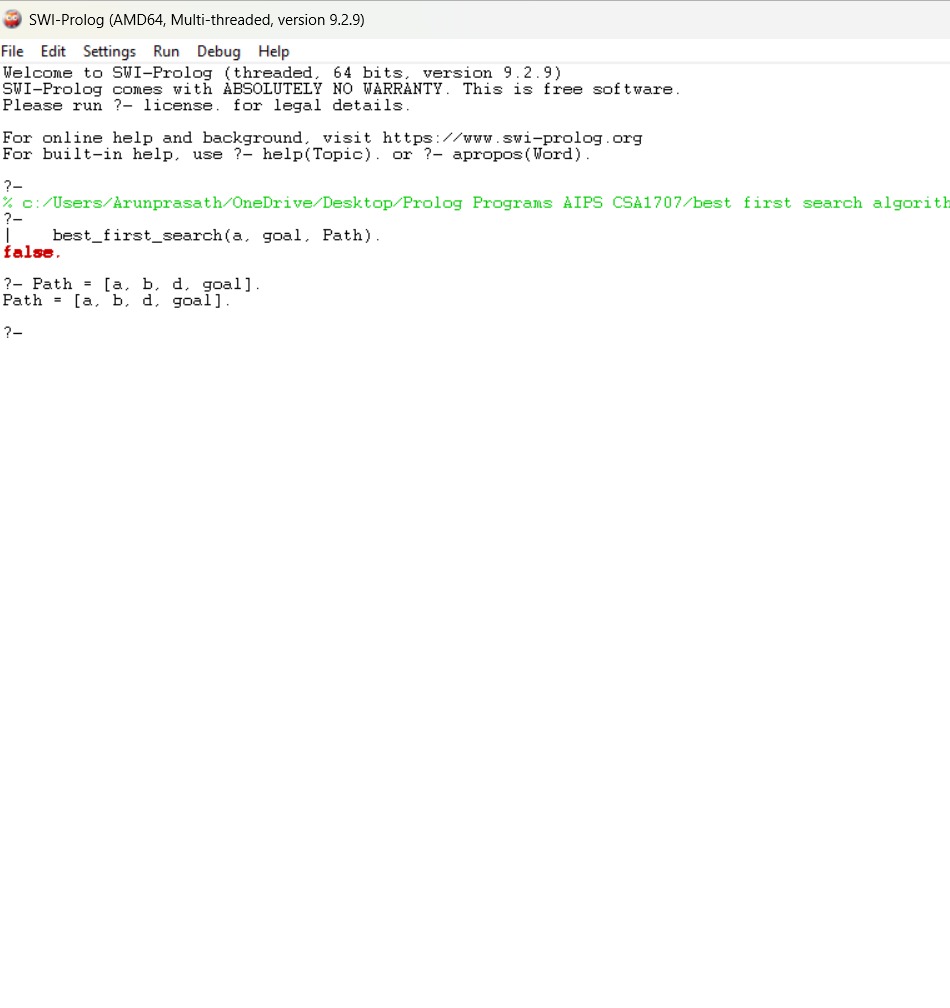 SWI-Prolog (AMD64, Multi-threaded, version 9.2.9)
File Edit Settings Run Debug Help
Welcome to SWI-Prolog (threaded, 64 bits, version 9.2.9)
SWI-Prolog comes with ABSOLUTELY NO WARRANTY. This is free software.
Please run ?- license. for legal details.
For online help and background, visit https://www.swi-prolog.org
For built-in help, use ?- help(Topic). or ?- apropos(Word).
?-
% c:/Users/Arunprasath/OneDrive/Desktop/Prolog Programs AIPS CSA1707/best first search algorith
?-
|    best_first_search(a, goal, Path).
false.
?- Path = [a, b, d, goal].
Path = [a, b, d, goal].
?-